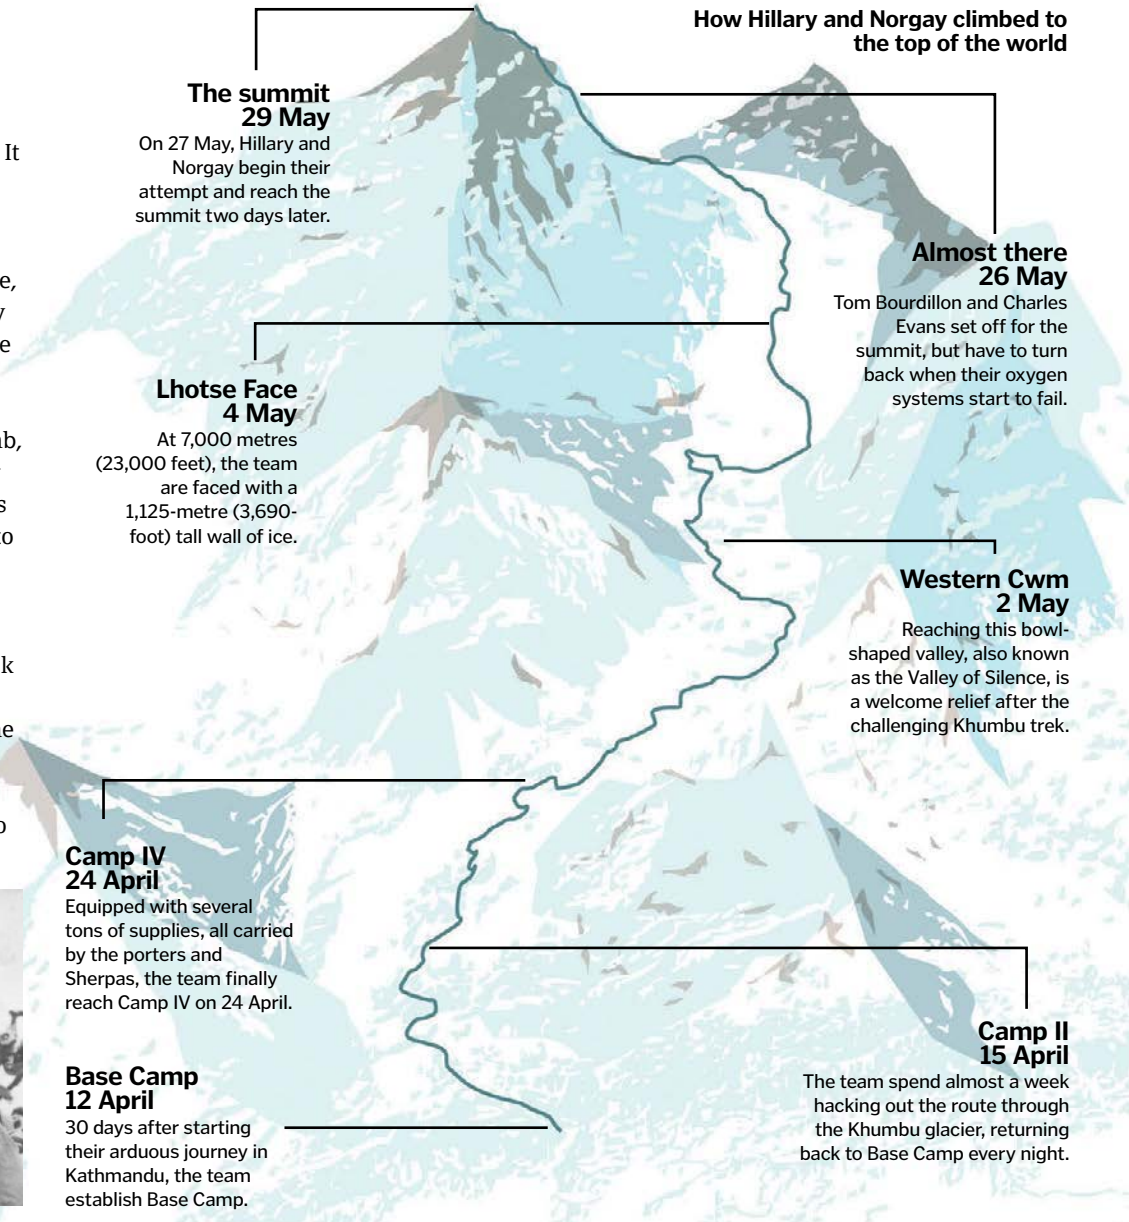 How Hillary and Norgay climbed to
the top of the world
The summit
29 May
On 27 May, Hillary and
Norgay begin their
attempt and reach the
summit two days later.
Almost there
26 May
Tom Bourdillon and Charles
Evans set off for the
summit, but have to turn
back when their oxygen
systems start to fail.
Lhotse Face
4 May
At 7,000 metres
(23,000 feet), the team
are faced with a
1,125-metre (3,690-
foot) tall wall of ice.
Western Cwm
2 May
Reaching this bowl-
shaped valley, also known
as the Valley of Silence, is
a welcome relief after the
challenging Khumbu trek.
Camp IV
24 April
Equipped with several
tons of supplies, all carried
by the porters and
Sherpas, the team finally
reach Camp IV on 24 April.
Camp II
15 April
The team spend almost a week
hacking out the route through
the Khumbu glacier, returning
back to Base Camp every night.
Base Camp
12 April
30 days after starting
their arduous journey in
Kathmandu, the team
establish Base Camp.
It